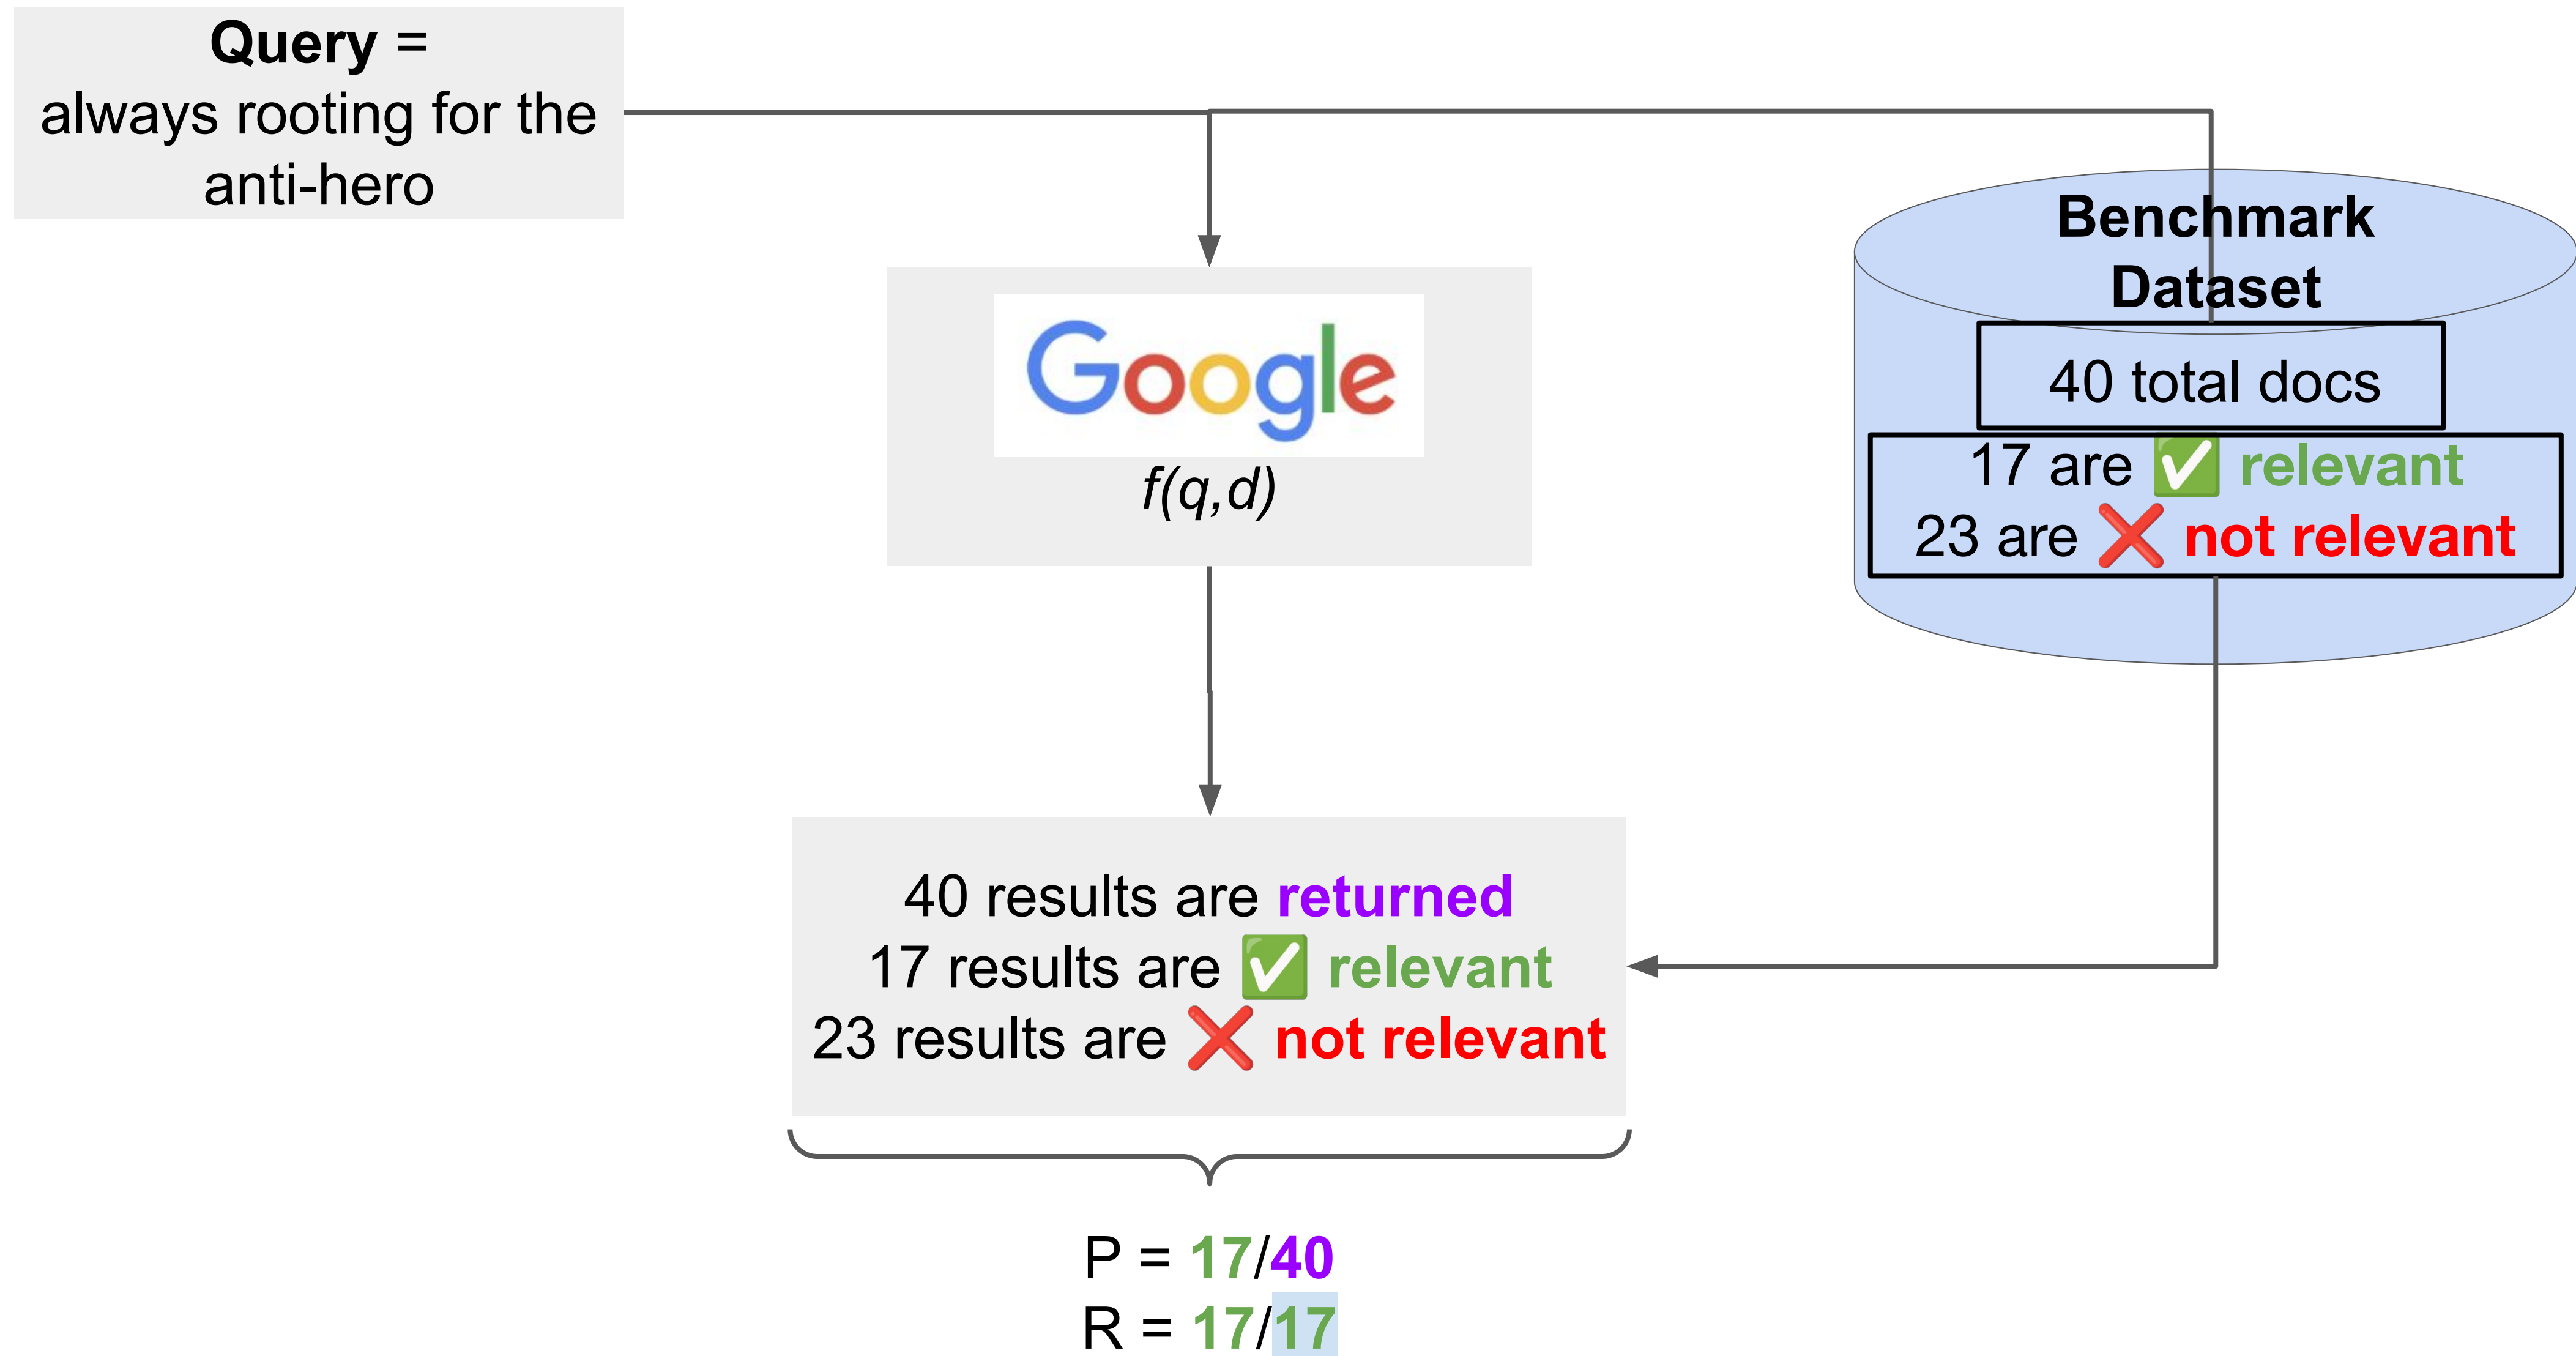 Query =
always rooting for the
anti-hero
Benchmark
Dataset
40 total docs
17 are ✅ relevant
23 are ❌ not relevant
Google
f(q,d)
40 results are returned
17 results are ✅ relevant
23 results are ❌ not relevant
P = 17/40
R = 17/17